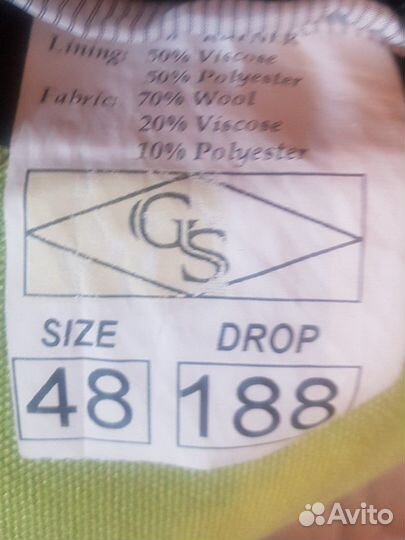 Lining: 50% Viscose
50% Polyester
Fabric: 70% Wool
20% Viscose
10% Polyester
GS
SIZE DROP
48 188
Avito